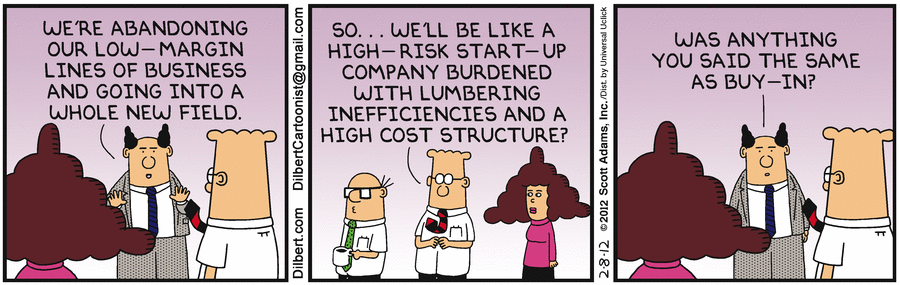 WE'RE ABANDONING
OUR LOW-MARGIN
LINES OF BUSINESS
AND GOING INTO A
WHOLE NEW FIELD.
Dilbert.com DilbertCartoonist@gmail.com
SO... WE'LL BE LIKE A
HIGH-RISK START-UP
COMPANY BURDENED
WITH LUMBERING
INEFFICIENCIES AND A
HIGH COST STRUCTURE?
2-8-12 ©2012 Scott Adams, Inc./Dist. by Universal Uclick
WAS ANYTHING
YOU SAID THE SAME
AS BUY-IN?